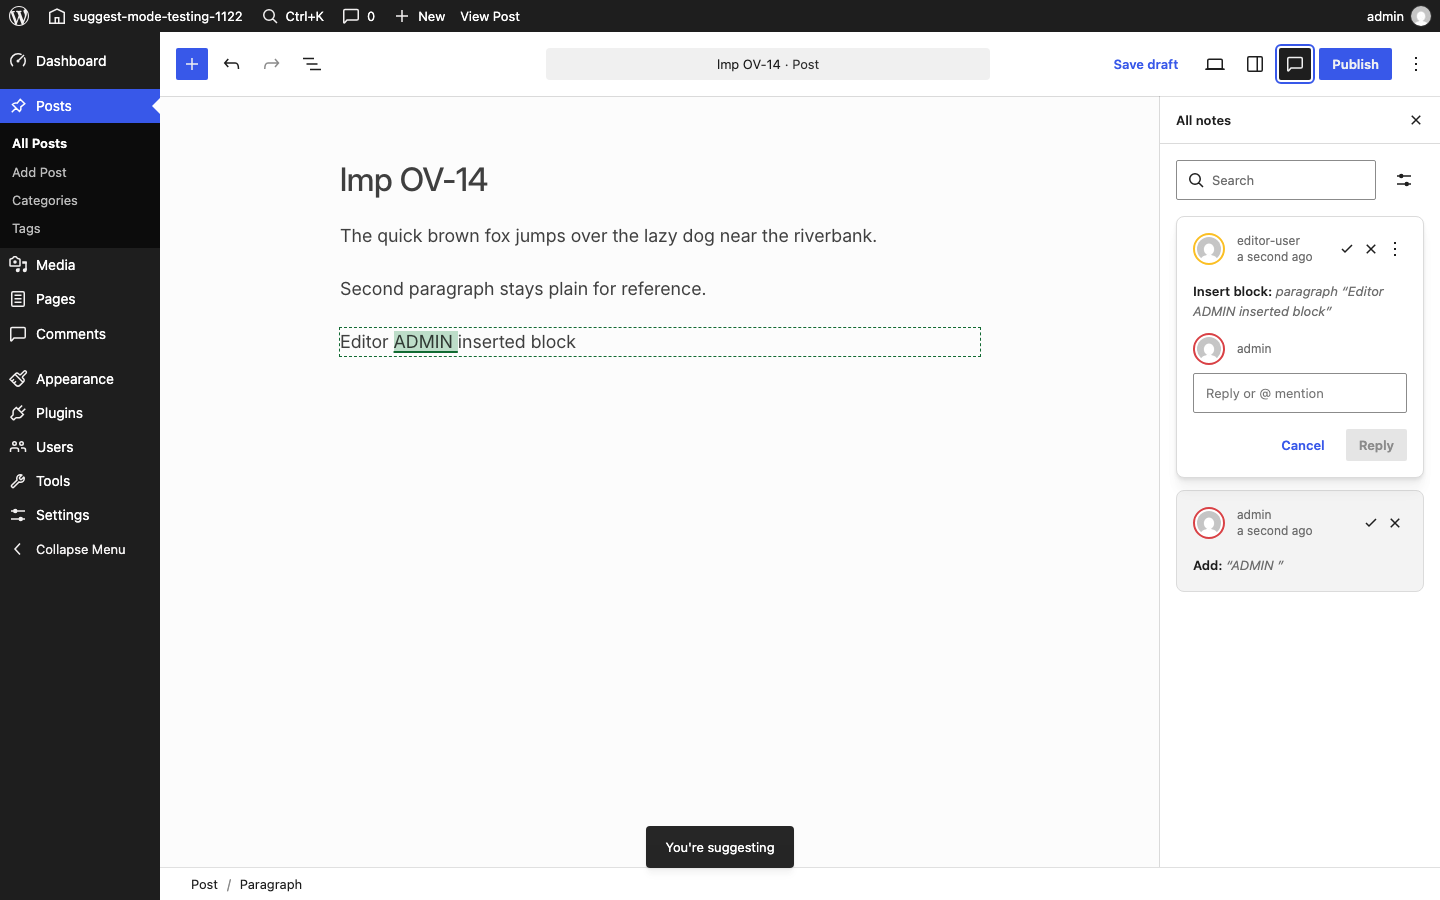 suggest-mode-testing-1122 Ctrl+K 0 New View Post admin
Dashboard
Posts
All Posts
Add Post
Categories
Tags
Media
Pages
Comments
Appearance
Plugins
Users
Tools
Settings
Collapse Menu
Imp OV-14 · Post
Save draft
Publish
Imp OV-14
The quick brown fox jumps over the lazy dog near the riverbank.
Second paragraph stays plain for reference.
Editor ADMIN inserted block
All notes
Search
editor-user
a second ago
Insert block: paragraph “Editor
ADMIN inserted block”
admin
Reply or @ mention
Cancel Reply
admin
a second ago
Add: “ADMIN ”
You're suggesting
Post / Paragraph